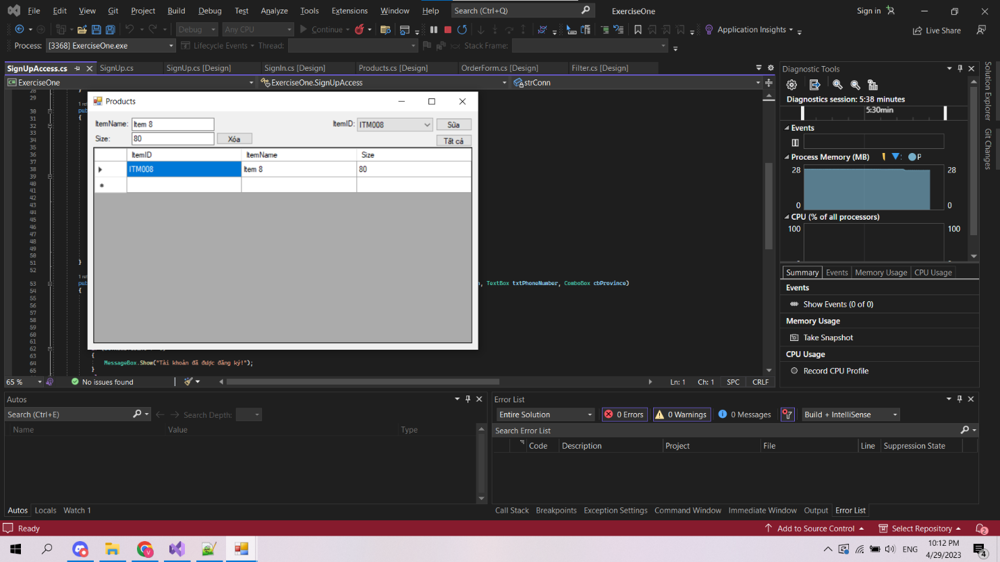 File Edit View Git Project Build Debug Test Analyze Tools Extensions Window Help Search (Ctrl+Q) ExerciseOne Sign in
Debug Any CPU Continue Application Insights Live Share
Process: [3368] ExerciseOne.exe Lifecycle Events Thread: Stack Frame:
SignUpAccess.cs SignUp.cs SignUp.cs [Design] SignIn.cs [Design] Products.cs [Design] OrderForm.cs [Design] Filter.cs [Design]
ExerciseOne ExerciseOne.SignUpAccess strConn
28
29
30
31
32
33
34
35
36
37
38
39
40
41
42
43
44
45
46
47
48
49
50
51
52
53
54
55
56
57
58
59
60
61
62
63
64
65
}
{
}
{
n, TextBox txtPhoneNumber, ComboBox cbProvince)
{
MessageBox.Show("Tài khoản đã được đăng ký!");
}
Products
ItemName: Item 8 ItemID: ITM008 Sửa
Size: 80 Xóa Tất cả
ItemID ItemName Size
ITM008 Item 8 80
65 % No issues found Ln: 1 Ch: 1 SPC CRLF
Diagnostic Tools
Diagnostics session: 5:38 minutes
5:30min
Events
Process Memory (MB) P
28 28
0 0
CPU (% of all processors)
100 100
Summary Events Memory Usage CPU Usage
Events
Show Events (0 of 0)
Memory Usage
Take Snapshot
CPU Usage
Record CPU Profile
Solution Explorer
Git Changes
Autos
Search (Ctrl+E) Search Depth:
Name Value Type
Autos Locals Watch 1
Error List
Entire Solution 0 Errors 0 Warnings 0 Messages Build + IntelliSense
Search Error List
Code Description Project File Line Suppression State
Call Stack Breakpoints Exception Settings Command Window Immediate Window Output Error List
Ready Add to Source Control Select Repository 2
ENG 10:12 PM 4/29/2023 4